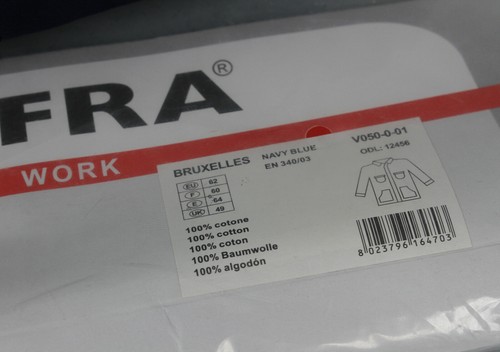 FRA®
WORK
BRUXELLES NAVY BLUE V050-0-01
EN 340/03 ODL: 12456
EU 62
F 60
E 64
UK 49
100% cotone
100% cotton
100% coton
100% Baumwolle
100% algodón
8 023796 164703